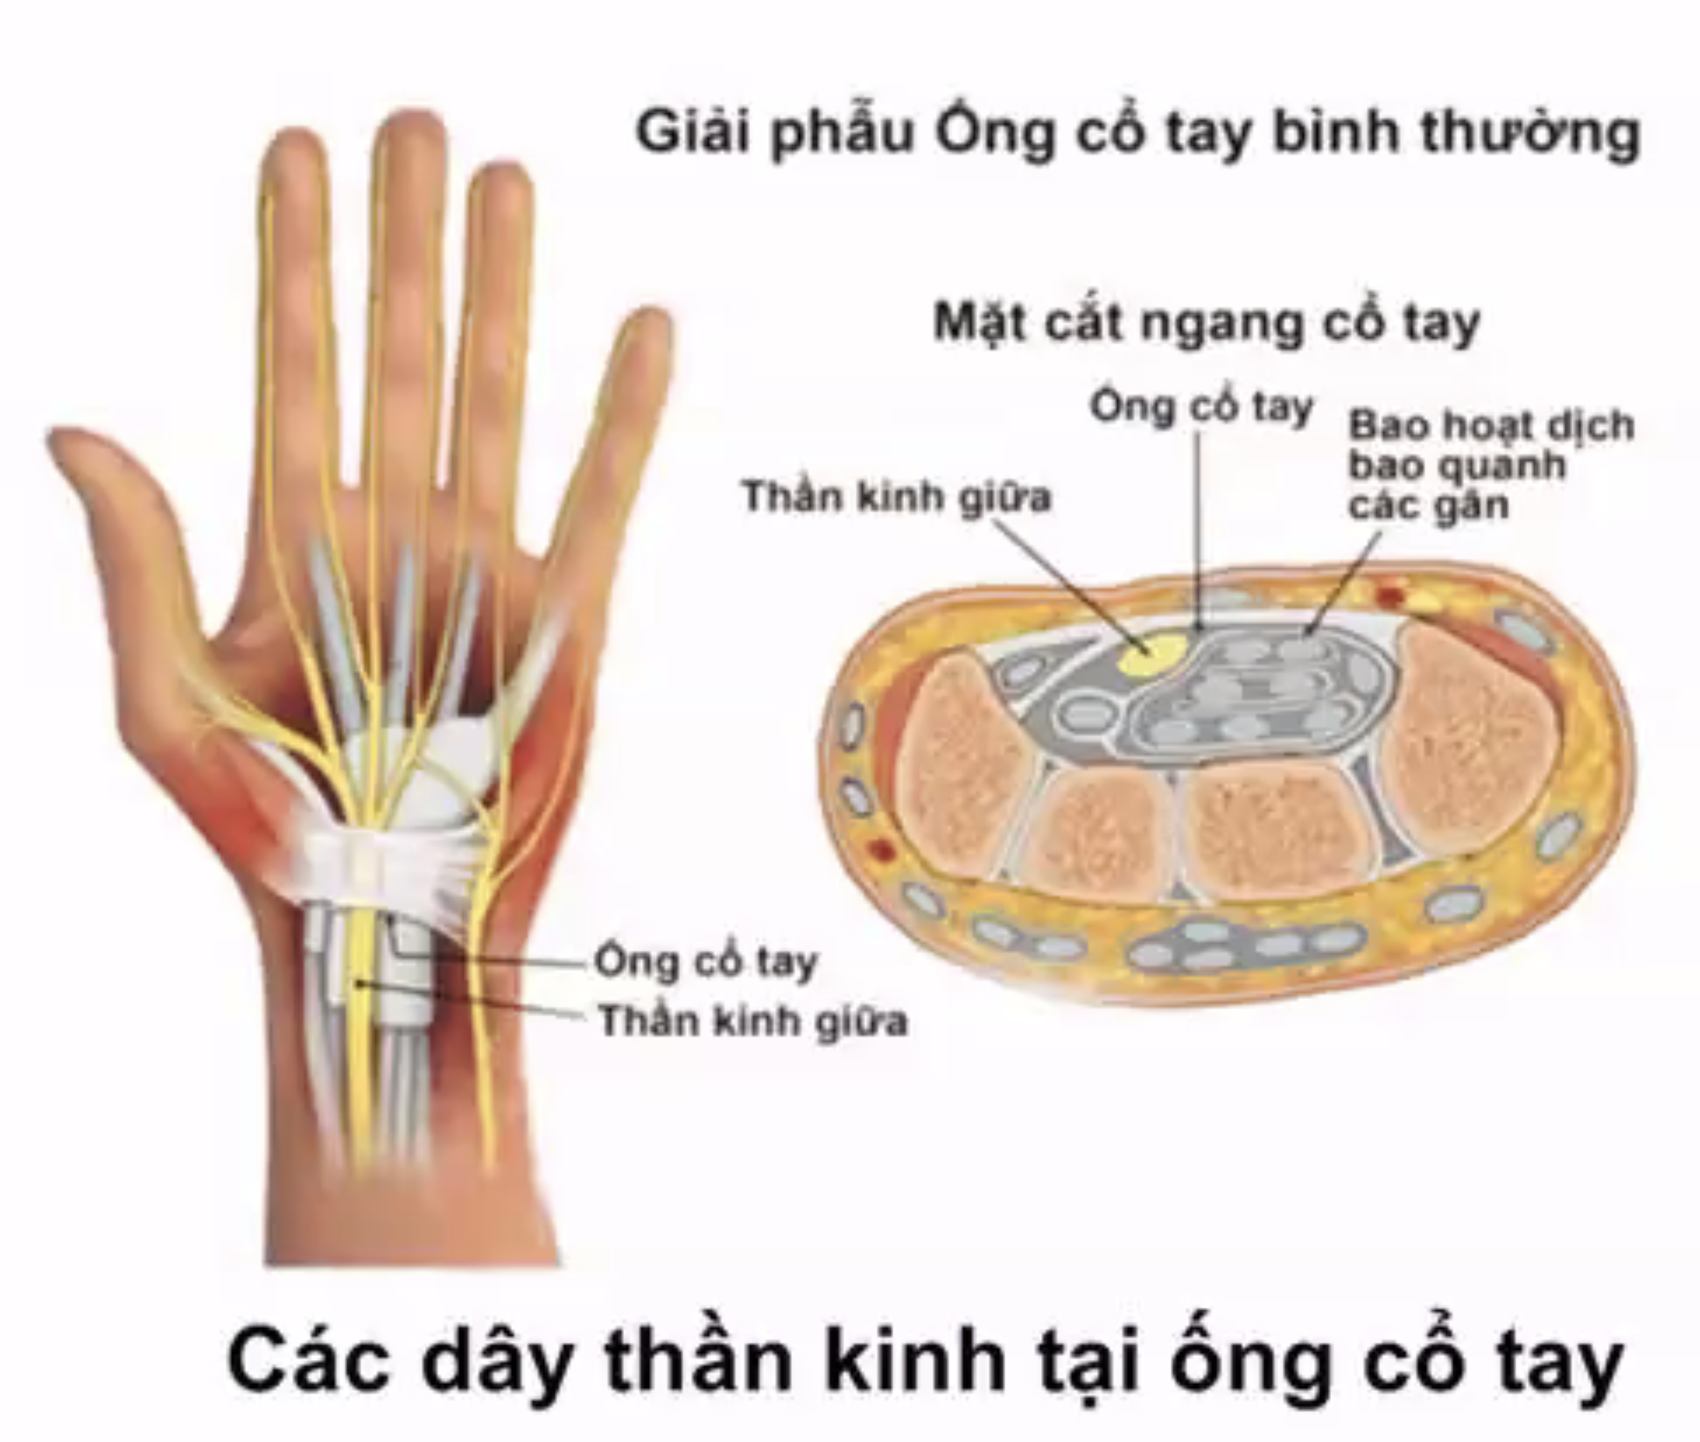 Giải phẫu Ống cổ tay bình thường
Mặt cắt ngang cổ tay
Ống cổ tay
Bao hoạt dịch
bao quanh
các gân
Thần kinh giữa
Ống cổ tay
Thần kinh giữa
Các dây thần kinh tại ống cổ tay